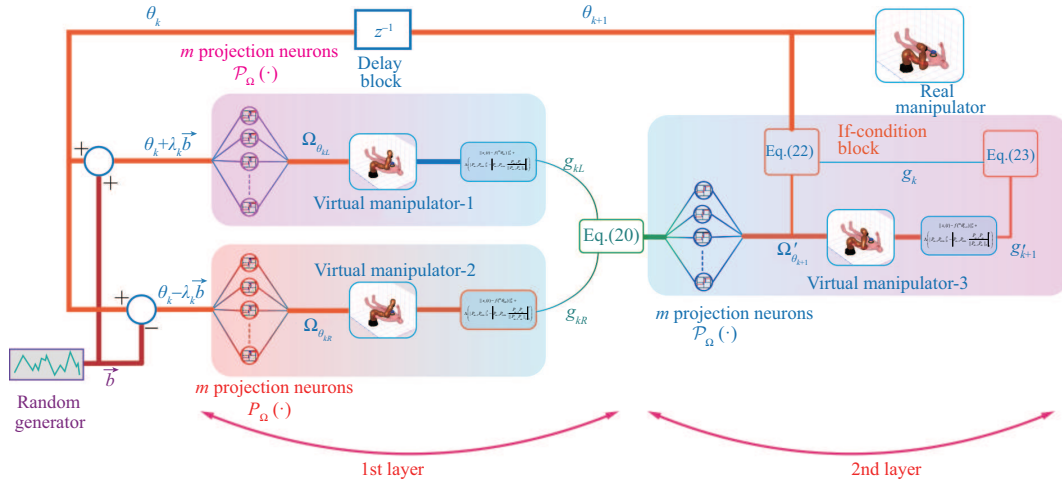 θ_k
θ_{k+1}
z^{-1}
Delay
block
m projection neurons
𝒫_Ω (·)
Real
manipulator
θ_k+λ_k\vec{b}
+
+
Ω_{θ_{kL}}
Virtual manipulator-1
g_{kL}
If-condition
block
Eq.(22)
Eq.(23)
g_k
Eq.(20)
Virtual manipulator-2
θ_k−λ_k\vec{b}
+
−
Ω_{θ_{kR}}
g_{kR}
Ω'_{θ_{k+1}}
g'_{k+1}
Virtual manipulator-3
m projection neurons
𝒫_Ω (·)
\vec{b}
Random
generator
m projection neurons
P_Ω (·)
1st layer
2nd layer